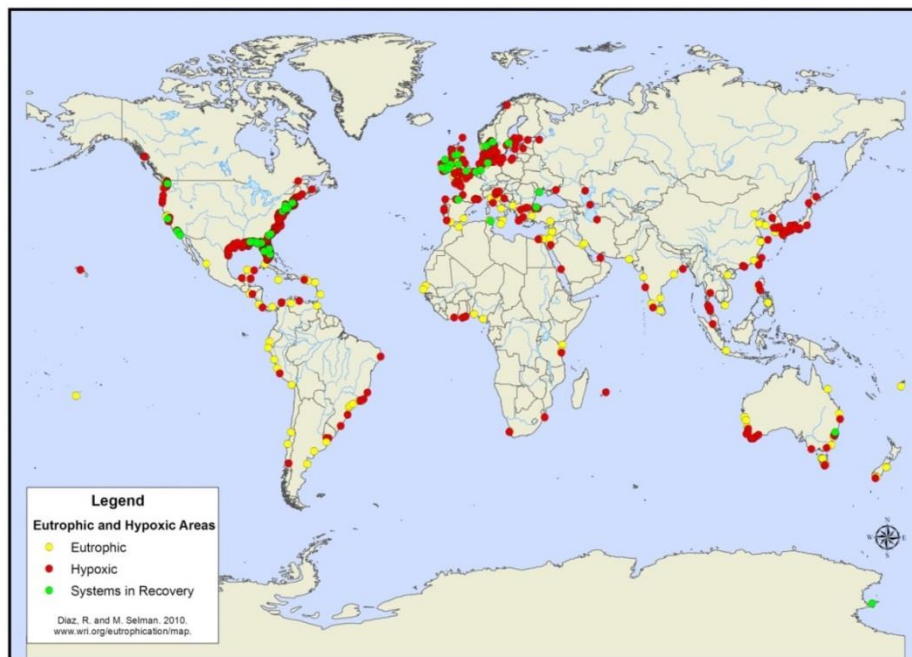 Legend
Eutrophic and Hypoxic Areas
Eutrophic
Hypoxic
Systems in Recovery
Diaz, R. and M. Selman. 2010.
www.wri.org/eutrophication/map.
N
W E
S